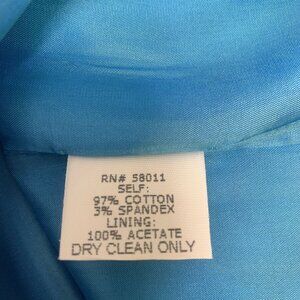 RN# 58011
SELF:
97% COTTON
3% SPANDEX
LINING:
100% ACETATE
DRY CLEAN ONLY